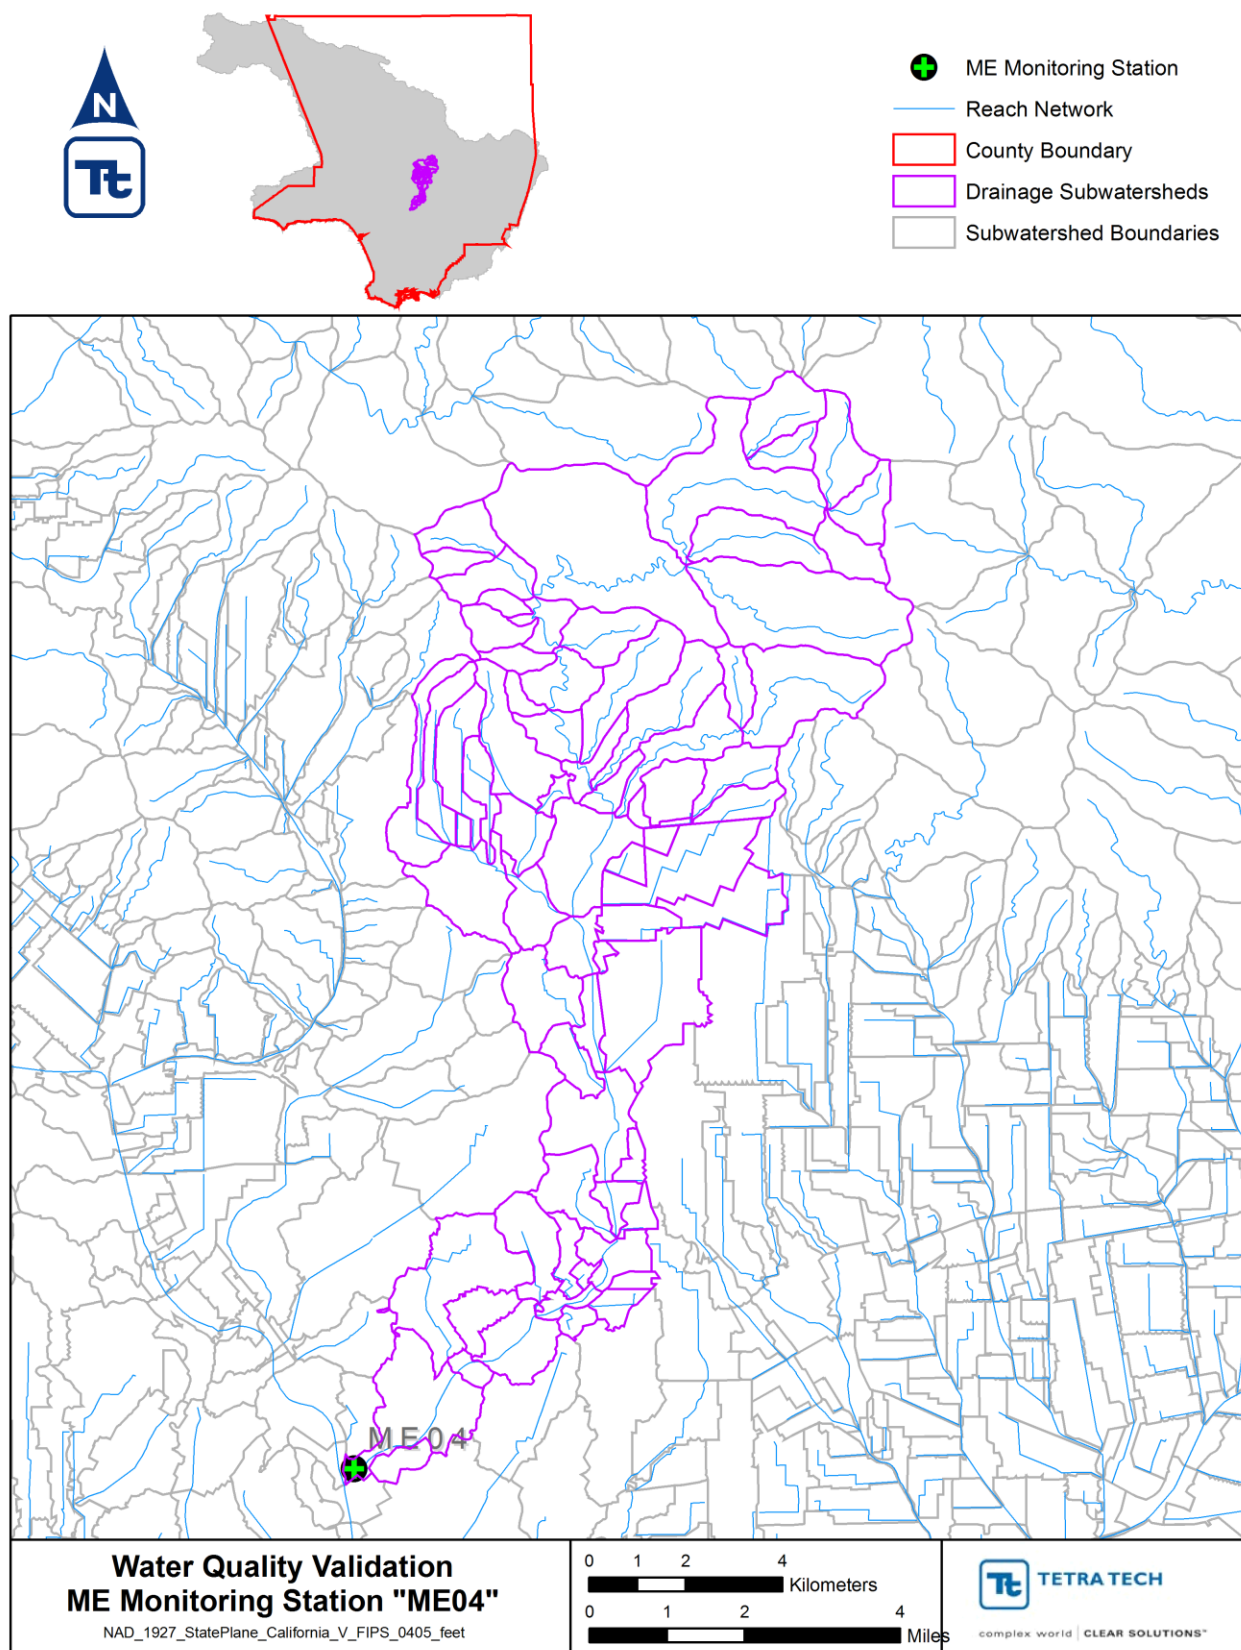 N
Tt
ME Monitoring Station
Reach Network
County Boundary
Drainage Subwatersheds
Subwatershed Boundaries
ME04
Water Quality Validation
ME Monitoring Station "ME04"
NAD_1927_StatePlane_California_V_FIPS_0405_feet
0 1 2 4
Kilometers
0 1 2 4
Miles
Tt TETRA TECH
complex world | CLEAR SOLUTIONS™